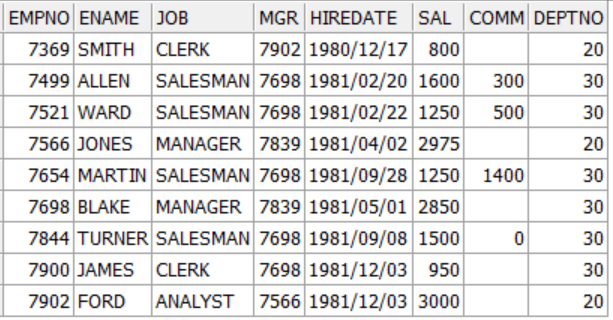 EMPNO ENAME JOB MGR HIREDATE SAL COMM DEPTNO
7369 SMITH CLERK 7902 1980/12/17 800 20
7499 ALLEN SALESMAN 7698 1981/02/20 1600 300 30
7521 WARD SALESMAN 7698 1981/02/22 1250 500 30
7566 JONES MANAGER 7839 1981/04/02 2975 20
7654 MARTIN SALESMAN 7698 1981/09/28 1250 1400 30
7698 BLAKE MANAGER 7839 1981/05/01 2850 30
7844 TURNER SALESMAN 7698 1981/09/08 1500 0 30
7900 JAMES CLERK 7698 1981/12/03 950 30
7902 FORD ANALYST 7566 1981/12/03 3000 20